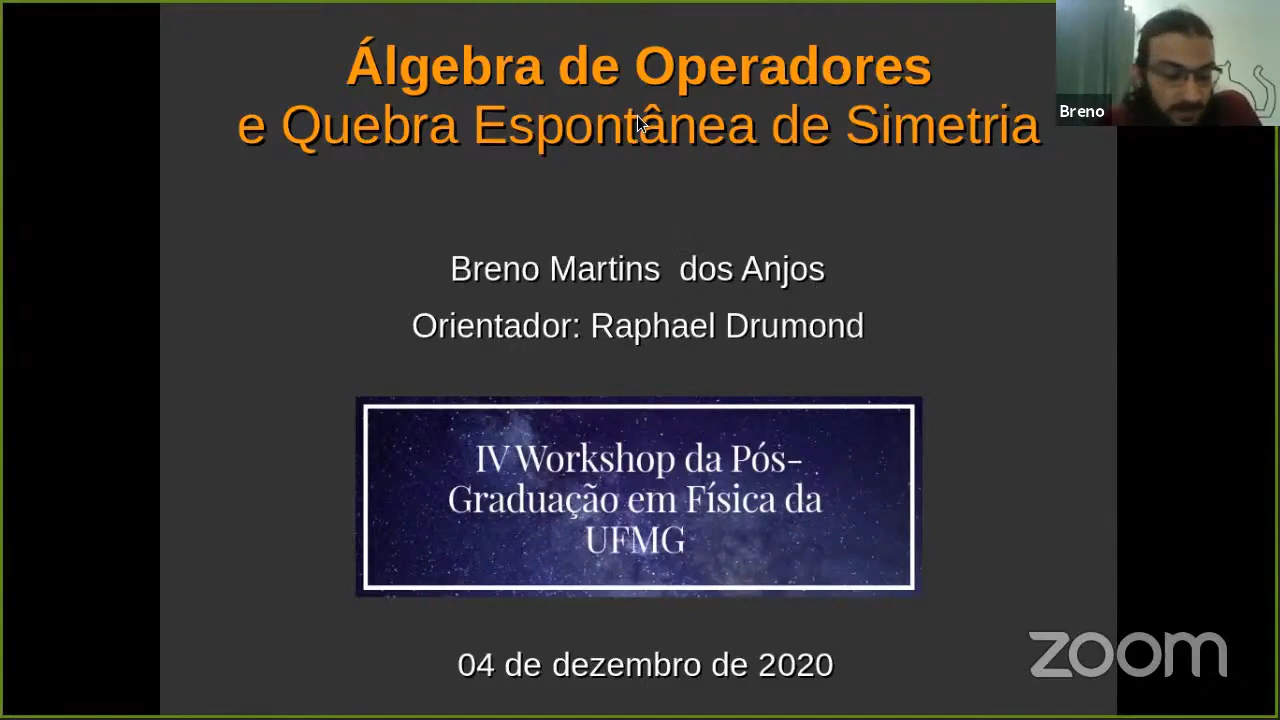 Álgebra de Operadores
e Quebra Espontânea de Simetria
Breno
Breno Martins dos Anjos
Orientador: Raphael Drumond
IV Workshop da Pós-
Graduação em Física da
UFMG
04 de dezembro de 2020
zoom